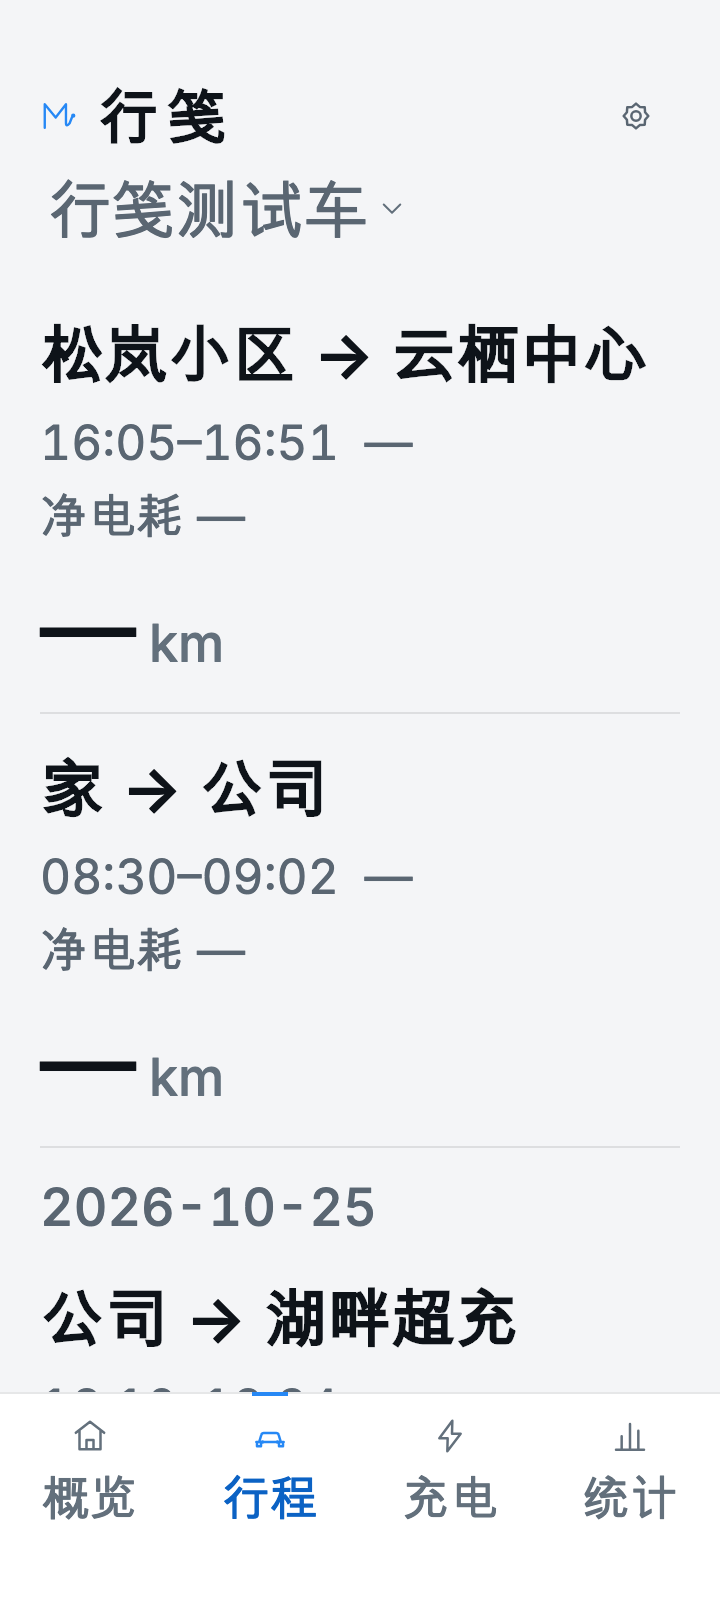 行笺
行笺测试车
松岚小区 → 云栖中心
16:05–16:51 —
净电耗 —
— km
家 → 公司
08:30–09:02 —
净电耗 —
— km
2026-10-25
公司 → 湖畔超充
概览 行程 充电 统计